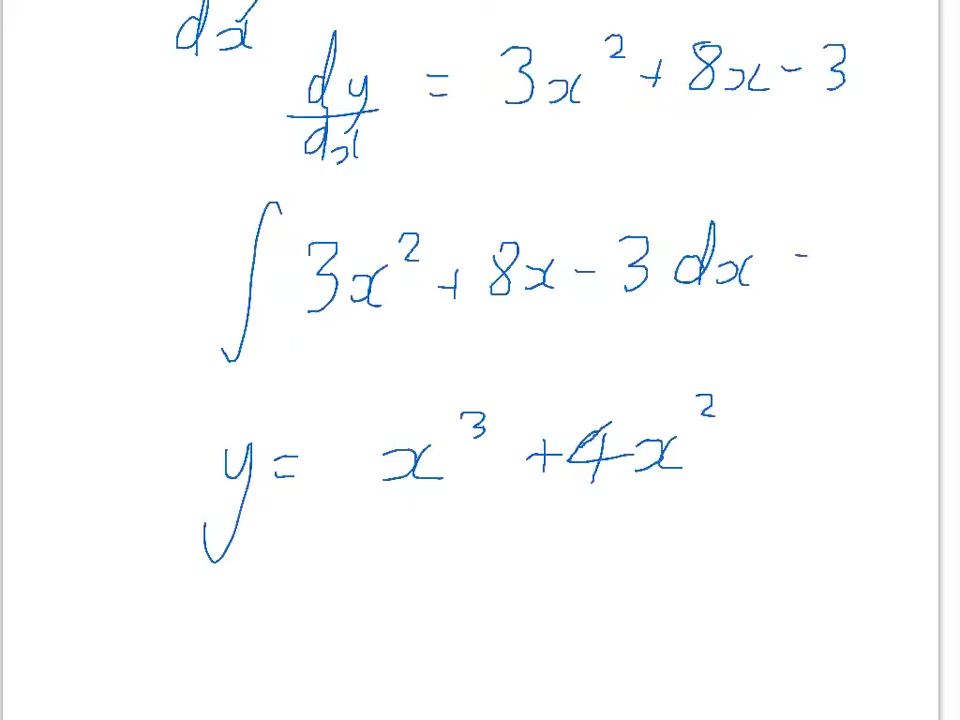 dx
dy/dx = 3x² + 8x - 3
∫ 3x² + 8x - 3 dx -
y = x³ + 4x²